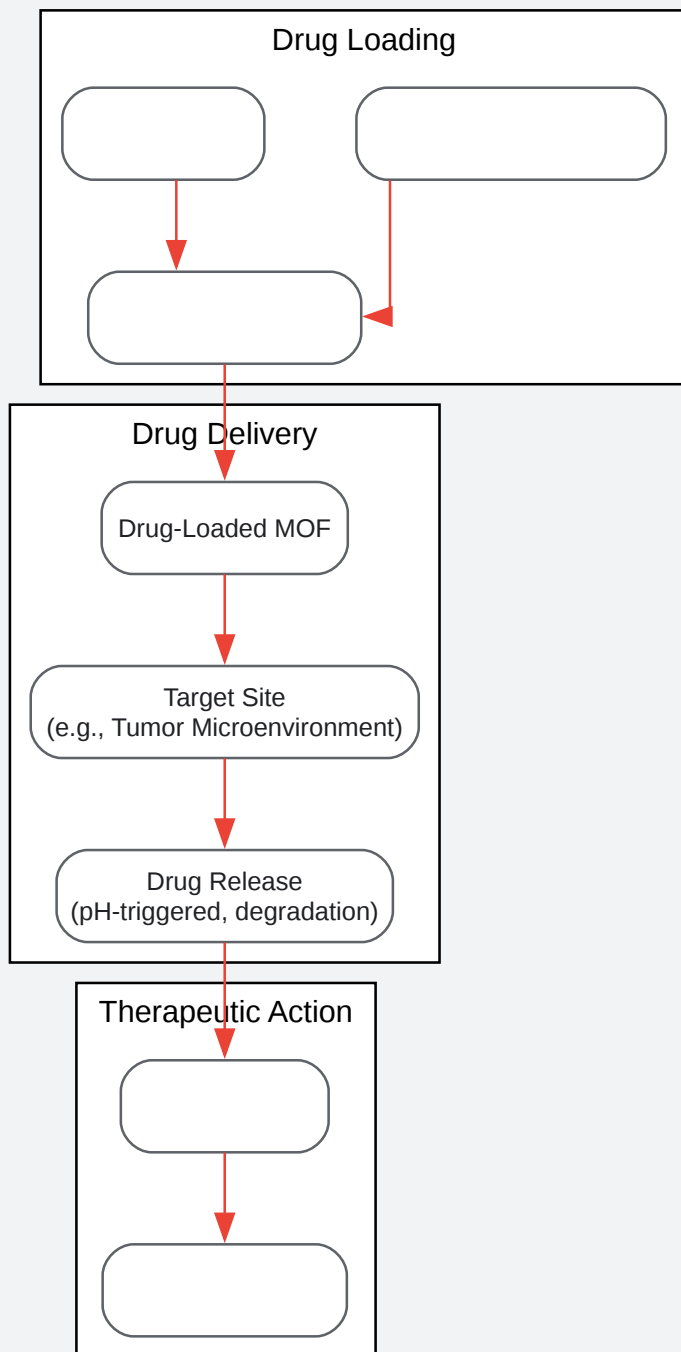 Drug Loading
Drug Delivery
Drug-Loaded MOF
Target Site
(e.g., Tumor Microenvironment)
Drug Release
(pH-triggered, degradation)
Therapeutic Action